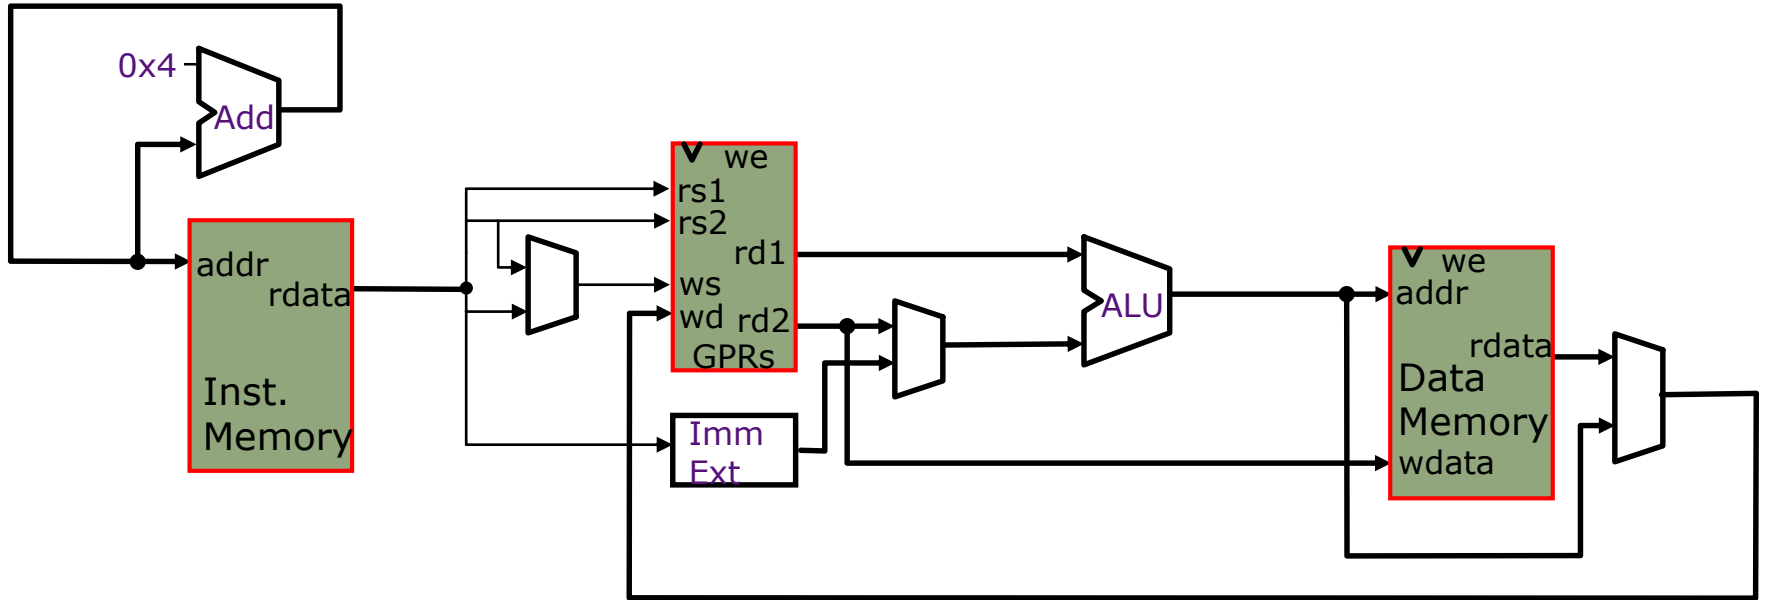 0x4
Add
addr
rdata
Inst.
Memory
we
rs1
rs2
rd1
ws
wd rd2
GPRs
Imm
Ext
ALU
we
addr
rdata
Data
Memory
wdata